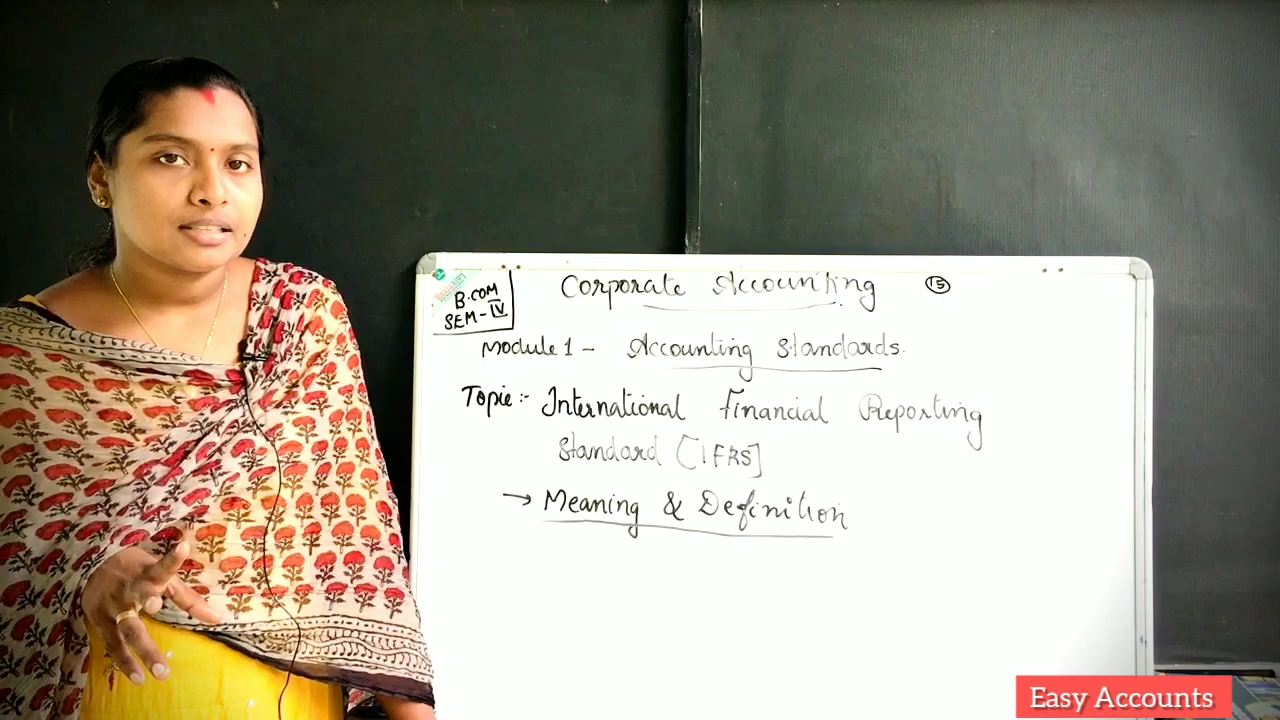 B.COM
SEM-IV
Corporate Accounting
15
Module 1 - Accounting Standards.
Topic:- International Financial Reporting
Standard [IFRS]
→ Meaning & Definition
Easy Accounts